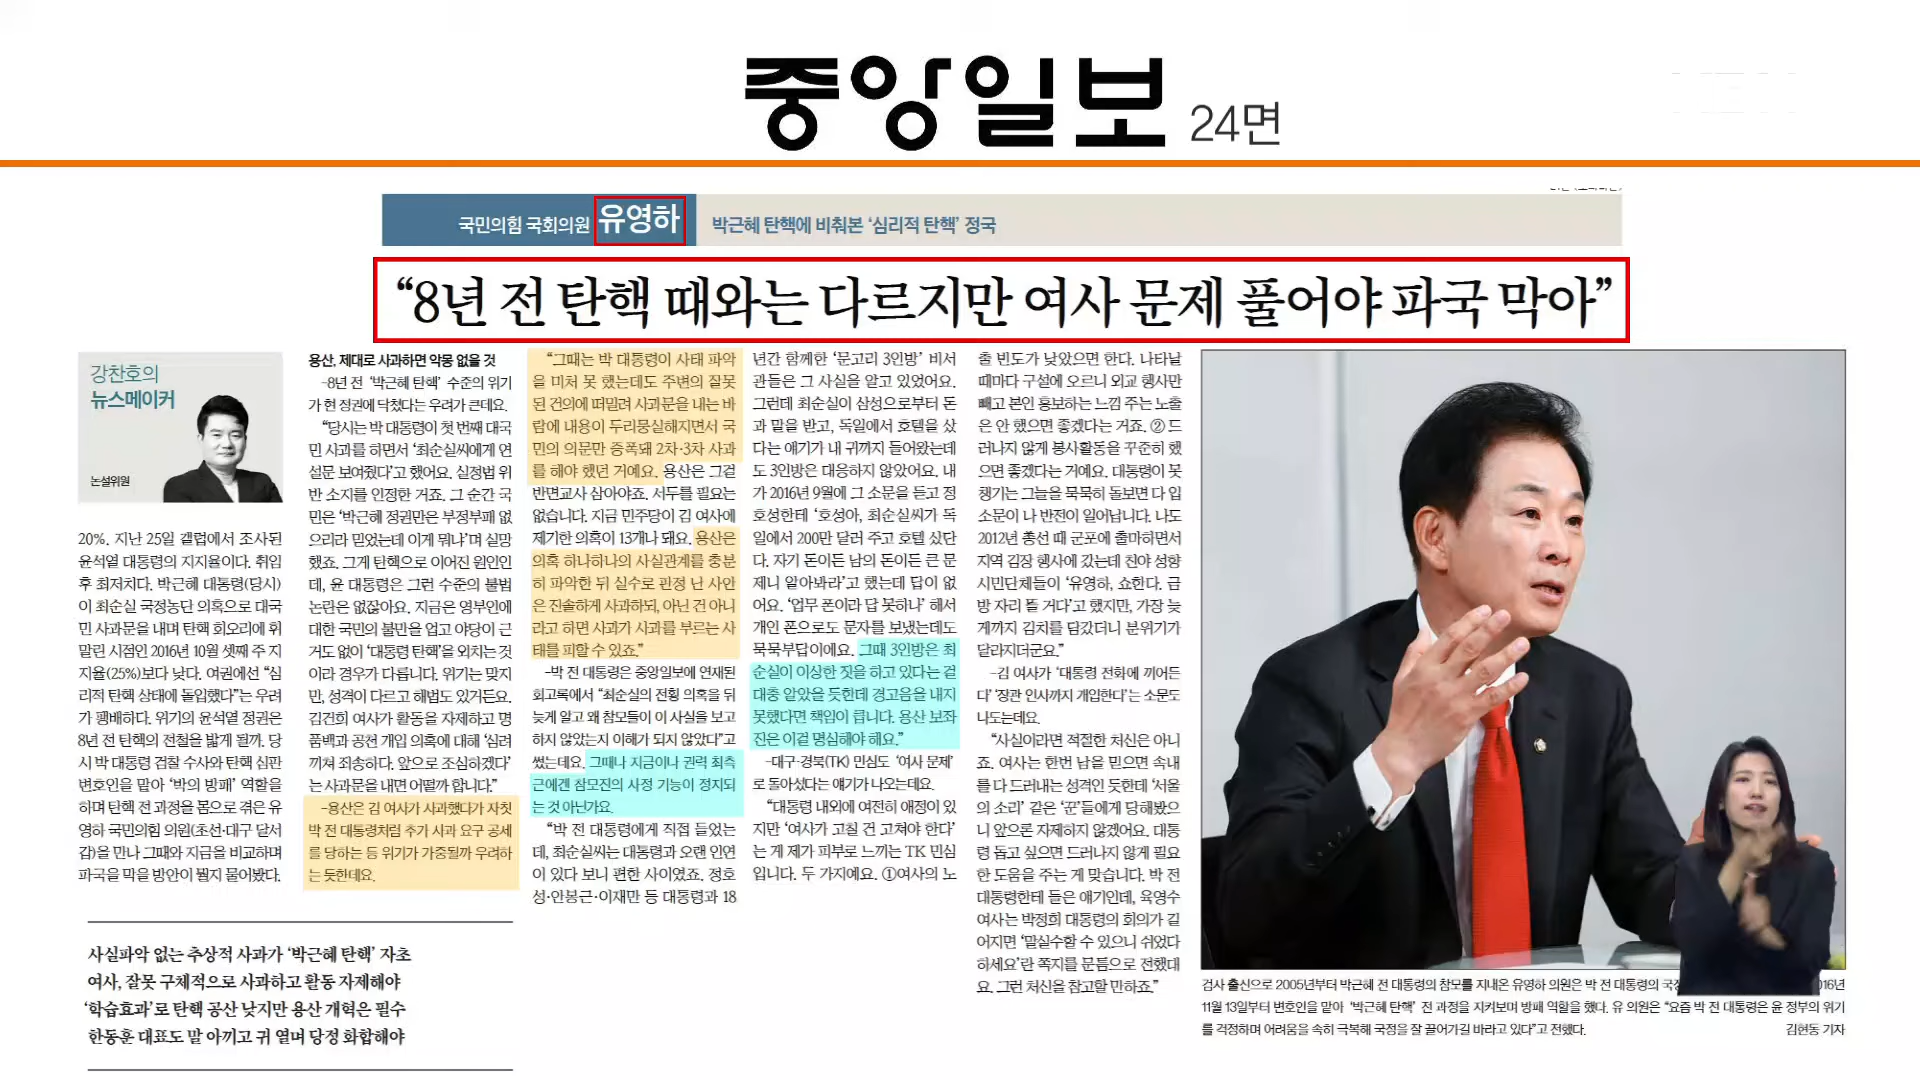 중앙일보 24면
국민의힘 국회의원 유영하 박근혜 탄핵에 비춰본 ‘심리적 탄핵’ 정국
“8년 전 탄핵 때와는 다르지만 여사 문제 풀어야 파국 막아”
강찬호의
뉴스메이커
논설위원
20%. 지난 25일 갤럽에서 조사된
윤석열 대통령의 지지율이다. 취임
후 최저치다. 박근혜 대통령(당시)
이 최순실 국정농단 의혹으로 대국
민 사과문을 내며 탄핵 회오리에 휘
말린 시점인 2016년 10월 셋째 주 지
지율(25%)보다 낮다. 여권에선 “심
리적 탄핵 상태에 돌입했다”는 우려
가 팽배하다. 위기의 윤석열 정권은
8년 전 탄핵의 전철을 밟게 될까. 당
시 박 대통령 검찰 수사와 탄핵 심판
변호인을 맡아 ‘박의 방패’ 역할을
하며 탄핵 전 과정을 몸으로 겪은 유
영하 국민의힘 의원(초선·대구 달서
갑)을 만나 그때와 지금을 비교하며
파국을 막을 방안이 뭘지 물어봤다.
사실파악 없는 추상적 사과가 ‘박근혜 탄핵’ 자초
여사, 잘못 구체적으로 사과하고 활동 자제해야
‘학습효과’로 탄핵 공산 낮지만 용산 개혁은 필수
한동훈 대표도 말 아끼고 귀 열며 당정 화합해야
용산, 제대로 사과하면 악몽 없을 것
-8년 전 ‘박근혜 탄핵’ 수준의 위기
가 현 정권에 닥쳤다는 우려가 큰데요.
“당시는 박 대통령이 첫 번째 대국
민 사과를 하면서 ‘최순실씨에게 연
설문 보여줬다’고 했어요. 실정법 위
반 소지를 인정한 거죠. 그 순간 국
민은 ‘박근혜 정권만은 부정부패 없
으리라 믿었는데 이게 뭐냐’며 실망
했죠. 그게 탄핵으로 이어진 원인인
데, 윤 대통령은 그런 수준의 불법
논란은 없잖아요. 지금은 영부인에
대한 국민의 불만을 업고 야당이 근
거도 없이 ‘대통령 탄핵’을 외치는 것
이라 경우가 다릅니다. 위기는 맞지
만, 성격이 다르고 해법도 있거든요.
김건희 여사가 활동을 자제하고 명
품백과 공천 개입 의혹에 대해 ‘심려
끼쳐 죄송하다. 앞으로 조심하겠다’
는 사과문을 내면 어떨까 합니다.”
-용산은 김 여사가 사과했다가 자칫
박 전 대통령처럼 추가 사과 요구 공세
를 당하는 등 위기가 가중될까 우려하
는 듯한데요.
“그때는 박 대통령이 사태 파악
을 미처 못 했는데도 주변의 잘못
된 건의에 떠밀려 사과문을 내는 바
람에 내용이 두리뭉실해지면서 국
민의 의문만 증폭돼 2차·3차 사과
를 해야 했던 거예요. 용산은 그걸
반면교사 삼아야죠. 서두를 필요는
없습니다. 지금 민주당이 김 여사에
제기한 의혹이 13개나 돼요. 용산은
의혹 하나하나의 사실관계를 충분
히 파악한 뒤 실수로 판정 난 사안
은 진솔하게 사과하되, 아닌 건 아니
라고 하면 사과가 사과를 부르는 사
태를 피할 수 있죠.”
-박 전 대통령은 중앙일보에 연재된
회고록에서 “최순실의 전횡 의혹을 뒤
늦게 알고 왜 참모들이 이 사실을 보고
하지 않았는지 이해가 되지 않았다”고
썼는데요. 그때나 지금이나 권력 최측
근에겐 참모진의 사정 기능이 정지되
는 것 아닌가요.
“박 전 대통령에게 직접 들었는
데, 최순실씨는 대통령과 오랜 인연
이 있다 보니 편한 사이였죠. 정호
성·안봉근·이재만 등 대통령과 18
년간 함께한 ‘문고리 3인방’ 비서
관들은 그 사실을 알고 있었어요.
그런데 최순실이 삼성으로부터 돈
과 말을 받고, 독일에서 호텔을 샀
다는 얘기가 내 귀까지 들어왔는데
도 3인방은 대응하지 않았어요. 내
가 2016년 9월에 그 소문을 듣고 정
호성한테 ‘호성아, 최순실씨가 독
일에서 200만 달러 주고 호텔 샀단
다. 자기 돈이든 남의 돈이든 큰 문
제니 알아봐라’고 했는데 답이 없
어요. ‘업무 폰이라 답 못하나’ 해서
개인 폰으로도 문자를 보냈는데도
묵묵부답이에요. 그때 3인방은 최
순실이 이상한 짓을 하고 있다는 걸
대충 알았을 듯한데 경고음을 내지
못했다면 책임이 큽니다. 용산 보좌
진은 이걸 명심해야 해요.”
-대구·경북(TK) 민심도 ‘여사 문제’
로 돌아섰다는 얘기가 나오는데요.
“대통령 내외에 여전히 애정이 있
지만 ‘여사가 고칠 건 고쳐야 한다’
는 게 제가 피부로 느끼는 TK 민심
입니다. 두 가지예요. ①여사의 노
출 빈도가 낮았으면 한다. 나타날
때마다 구설에 오르니 외교 행사만
빼고 본인 홍보하는 느낌 주는 노출
은 안 했으면 좋겠다는 거죠. ② 드
러나지 않게 봉사활동을 꾸준히 했
으면 좋겠다는 거예요. 대통령이 못
챙기는 그늘을 묵묵히 돌보면 다 입
소문이 나 반전이 일어납니다. 나도
2012년 총선 때 군포에 출마하면서
지역 김장 행사에 갔는데 친야 성향
시민단체들이 ‘유영하, 쇼한다. 금
방 자리 뜰 거다’고 했지만, 가장 늦
게까지 김치를 담갔더니 분위기가
달라지더군요.”
-김 여사가 ‘대통령 전화에 끼어든
다’ ‘장관 인사까지 개입한다’는 소문도
나도는데요.
“사실이라면 적절한 처신은 아니
죠. 여사는 한번 남을 믿으면 속내
를 다 드러내는 성격인 듯한데 ‘서울
의 소리’ 같은 ‘꾼’들에게 당해봤으
니 앞으론 자제하지 않겠어요. 대통
령 돕고 싶으면 드러나지 않게 필요
한 도움을 주는 게 맞습니다. 박 전
대통령한테 들은 얘기인데, 육영수
여사는 박정희 대통령의 회의가 길
어지면 ‘말실수할 수 있으니 쉬었다
하세요’란 쪽지를 문틈으로 전했대
요. 그런 처신을 참고할 만하죠.”
검사 출신으로 2005년부터 박근혜 전 대통령의 참모를 지내온 유영하 의원은 박 전 대통령의 016년
11월 13일부터 변호인을 맡아 ‘박근혜 탄핵’ 전 과정을 지켜보며 방패 역할을 했다. 유 의원은 “요즘 박 전 대통령은 윤 정부의 위기
를 걱정하며 어려움을 속히 극복해 국정을 잘 끌어가길 바라고 있다”고 전했다. 김현동 기자